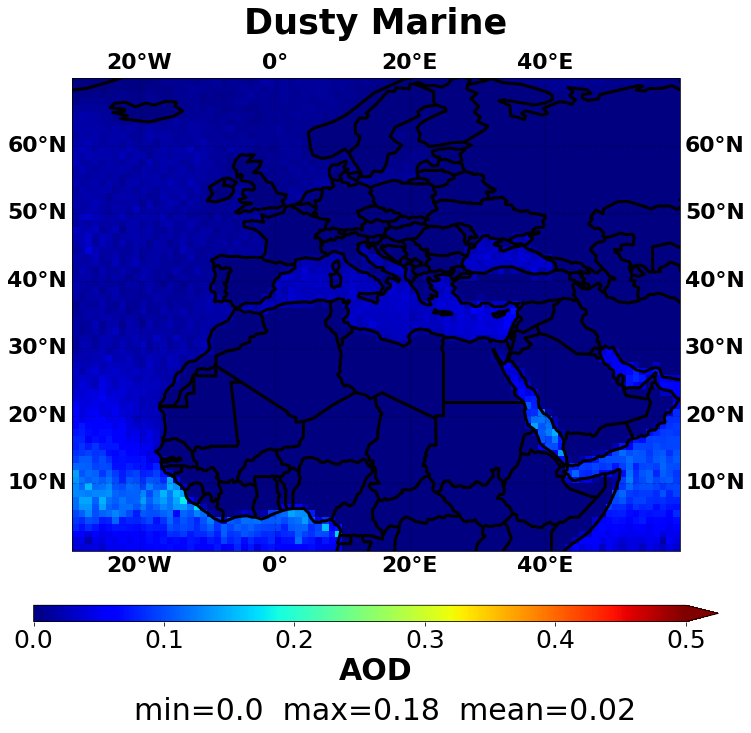 Dusty Marine
20°W 0° 20°E 40°E
60°N 60°N
50°N 50°N
40°N 40°N
30°N 30°N
20°N 20°N
10°N 10°N
20°W 0° 20°E 40°E
0.0 0.1 0.2 0.3 0.4 0.5
AOD
min=0.0 max=0.18 mean=0.02